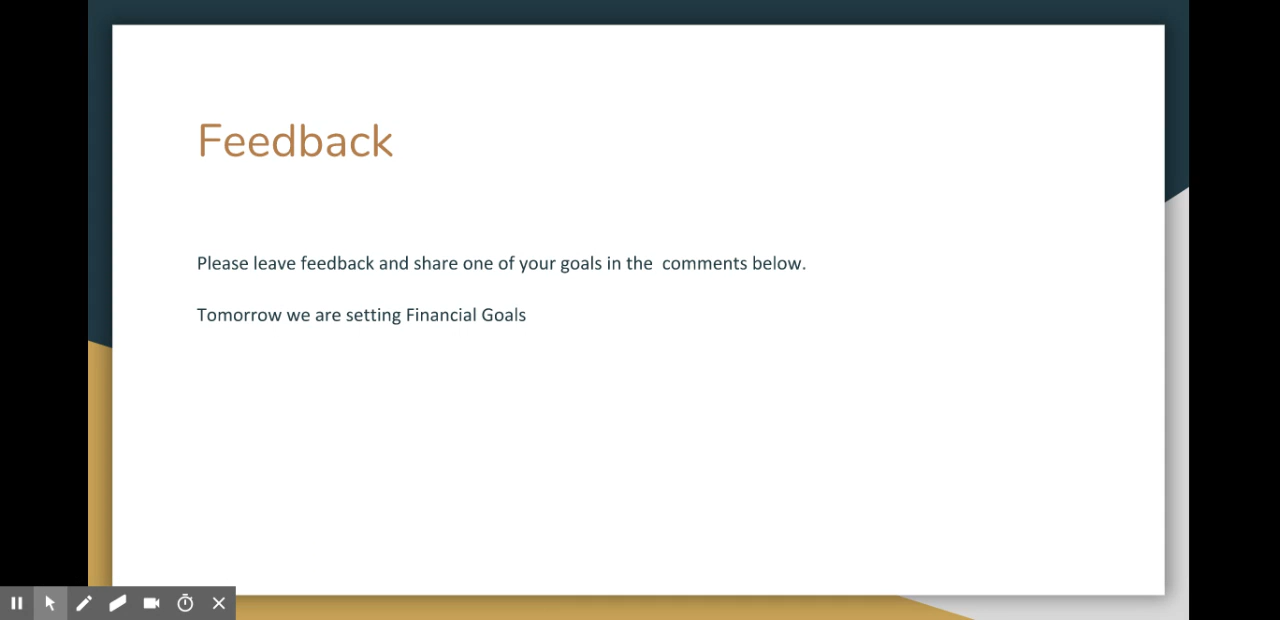 Feedback
Please leave feedback and share one of your goals in the  comments below.
Tomorrow we are setting Financial Goals